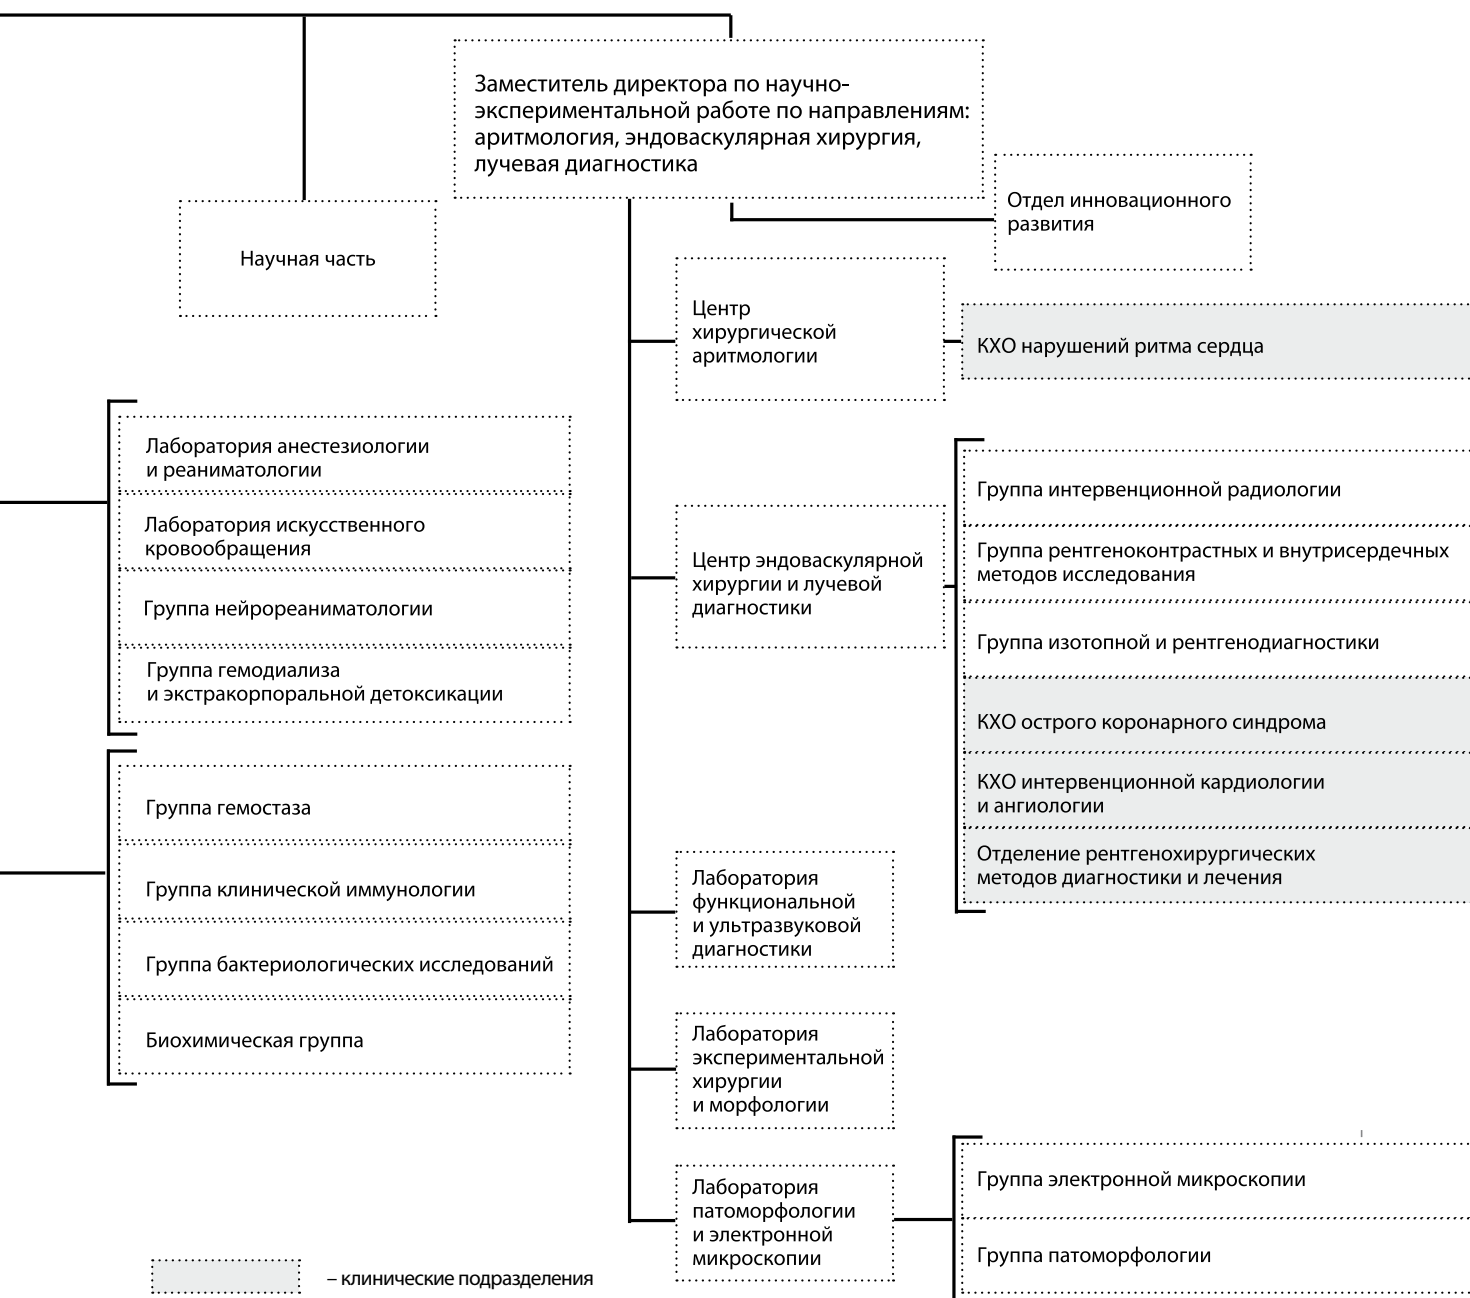 Заместитель директора по научно-
экспериментальной работе по направлениям:
аритмология, эндоваскулярная хирургия,
лучевая диагностика
Отдел инновационного
развития
Научная часть
Центр
хирургической
аритмологии
КХО нарушений ритма сердца
Лаборатория анестезиологии
и реаниматологии
Лаборатория искусственного
кровообращения
Группа нейрореаниматологии
Группа гемодиализа
и экстракорпоральной детоксикации
Центр эндоваскулярной
хирургии и лучевой
диагностики
Группа интервенционной радиологии
Группа рентгеноконтрастных и внутрисердечных
методов исследования
Группа изотопной и рентгенодиагностики
КХО острого коронарного синдрома
КХО интервенционной кардиологии
и ангиологии
Отделение рентгенохирургических
методов диагностики и лечения
Группа гемостаза
Группа клинической иммунологии
Группа бактериологических исследований
Биохимическая группа
Лаборатория
функциональной
и ультразвуковой
диагностики
Лаборатория
экспериментальной
хирургии
и морфологии
Лаборатория
патоморфологии
и электронной
микроскопии
Группа электронной микроскопии
Группа патоморфологии
– клинические подразделения